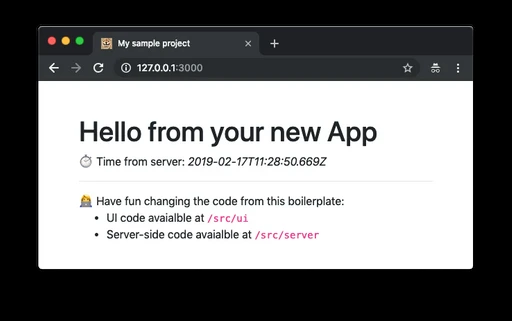 My sample project
127.0.0.1:3000
Hello from your new App
Time from server: 2019-02-17T11:28:50.669Z
Have fun changing the code from this boilerplate:
• UI code avaialble at /src/ui
• Server-side code avaialble at /src/server